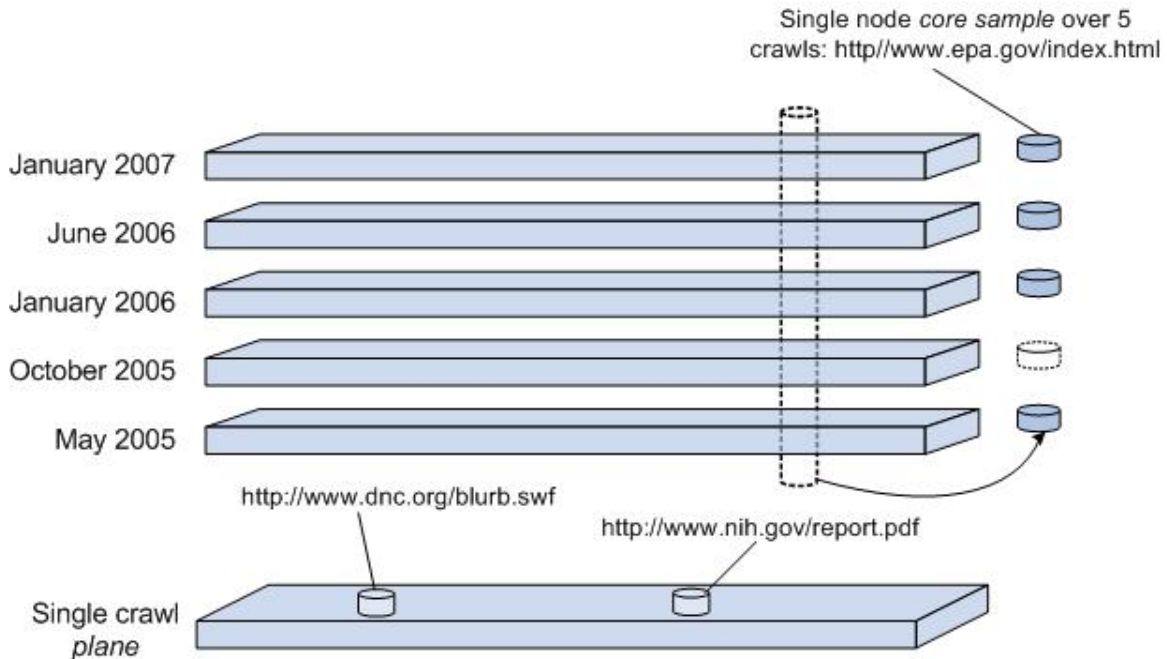 Single node core sample over 5
crawls: http//www.epa.gov/index.html
January 2007
June 2006
January 2006
October 2005
May 2005
http://www.dnc.org/blurb.swf
http://www.nih.gov/report.pdf
Single crawl
plane